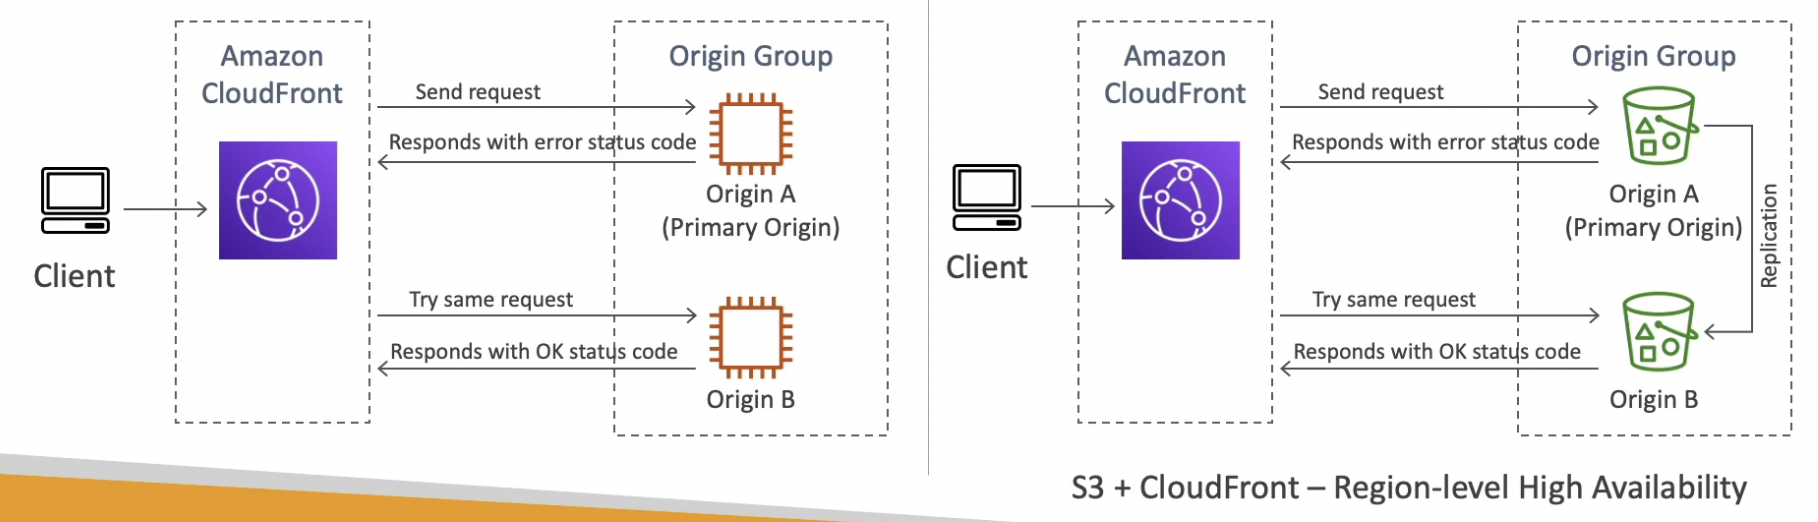 Amazon
CloudFront
Origin Group
Send request
Responds with error status code
Origin A
(Primary Origin)
Client
Try same request
Responds with OK status code
Origin B
Amazon
CloudFront
Origin Group
Send request
Responds with error status code
Origin A
(Primary Origin)
Replication
Client
Try same request
Responds with OK status code
Origin B
S3 + CloudFront – Region-level High Availability